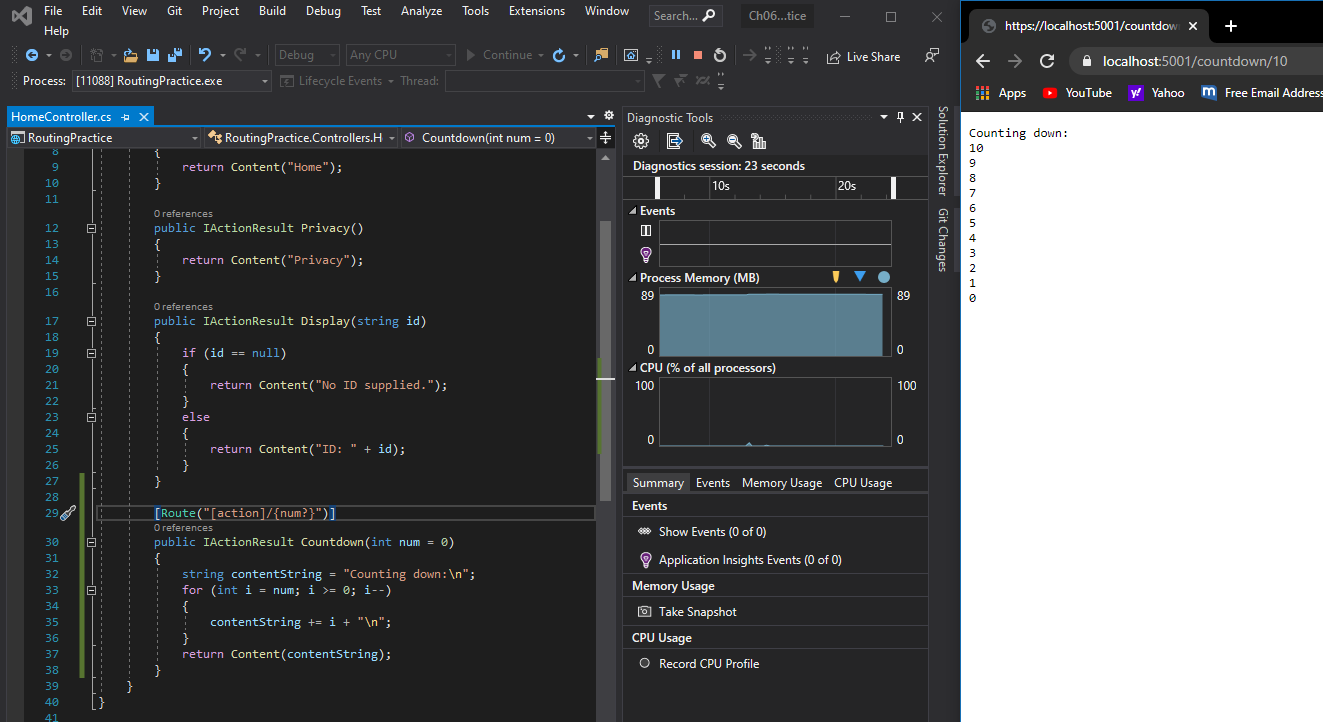 File Edit View Git Project Build Debug Test Analyze Tools Extensions Window Search... Ch06...tice
Help
Debug Any CPU Continue Live Share
Process: [11088] RoutingPractice.exe Lifecycle Events Thread:
HomeController.cs
RoutingPractice RoutingPractice.Controllers.H Countdown(int num = 0)
8 {
9 return Content("Home");
10 }
11
0 references
12 public IActionResult Privacy()
13 {
14 return Content("Privacy");
15 }
16
0 references
17 public IActionResult Display(string id)
18 {
19 if (id == null)
20 {
21 return Content("No ID supplied.");
22 }
23 else
24 {
25 return Content("ID: " + id);
26 }
27 }
28
29 [Route("[action]/{num?}")]
0 references
30 public IActionResult Countdown(int num = 0)
31 {
32 string contentString = "Counting down:\n";
33 for (int i = num; i >= 0; i--)
34 {
35 contentString += i + "\n";
36 }
37 return Content(contentString);
38 }
39 }
40 }
41
Diagnostic Tools
Diagnostics session: 23 seconds
10s 20s
Events
Process Memory (MB)
89 89
0 0
CPU (% of all processors)
100 100
0 0
Summary Events Memory Usage CPU Usage
Events
Show Events (0 of 0)
Application Insights Events (0 of 0)
Memory Usage
Take Snapshot
CPU Usage
Record CPU Profile
Solution Explorer
Git Changes
https://localhost:5001/countdow
localhost:5001/countdown/10
Apps YouTube Yahoo Free Email Address
Counting down:
10
9
8
7
6
5
4
3
2
1
0